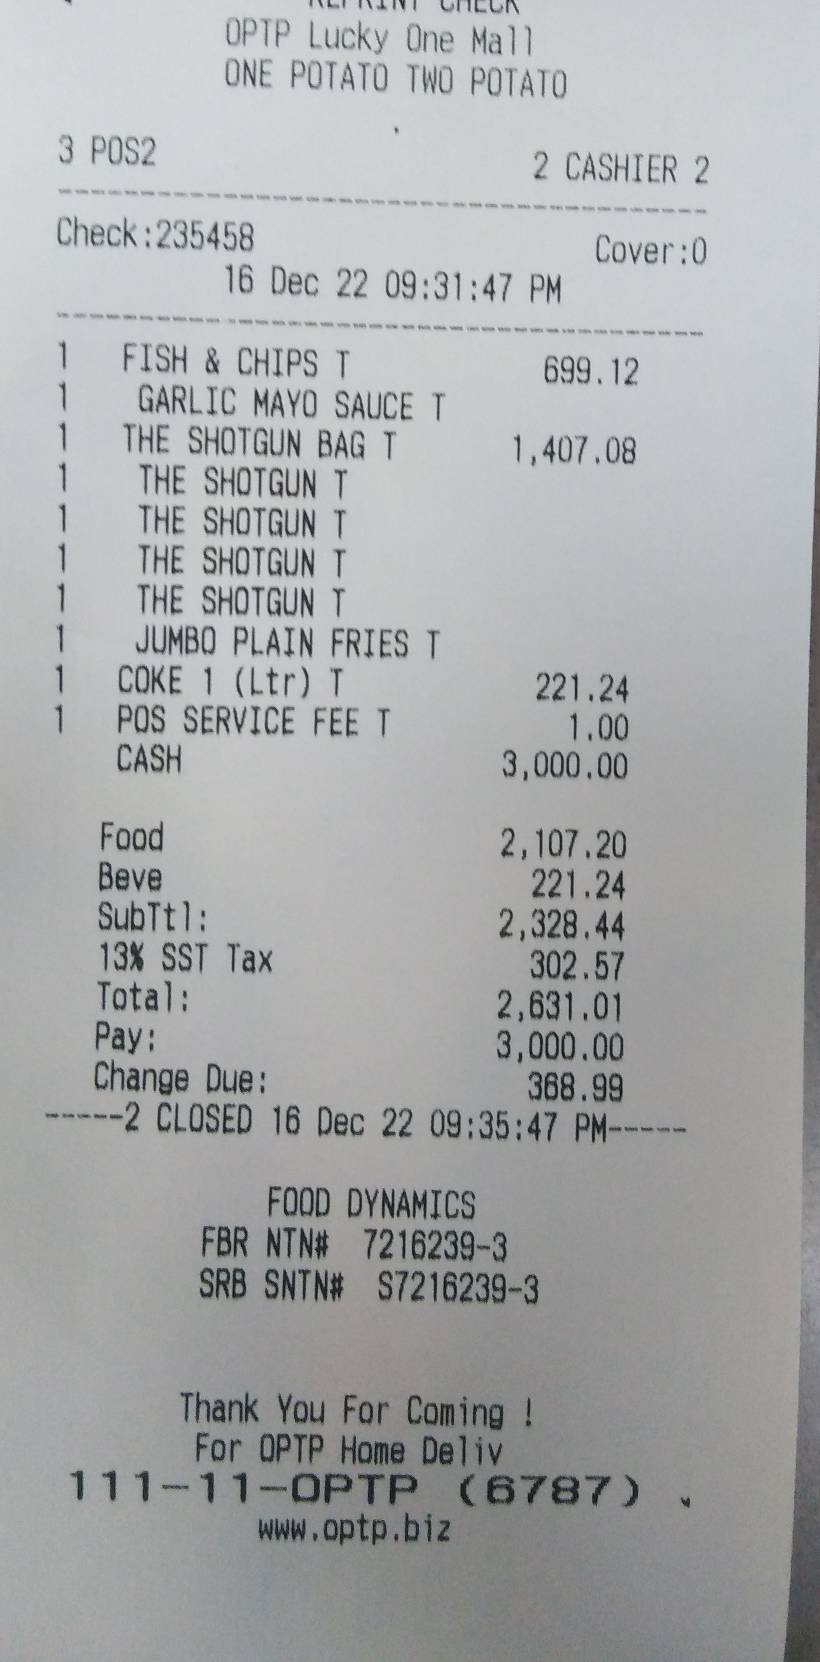 REPRINT CHECK
OPTP Lucky One Mall
ONE POTATO TWO POTATO
3 POS2 2 CASHIER 2
Check:235458 Cover:0
16 Dec 22 09:31:47 PM
1 FISH & CHIPS T 699.12
1 GARLIC MAYO SAUCE T
1 THE SHOTGUN BAG T 1,407.08
1 THE SHOTGUN T
1 THE SHOTGUN T
1 THE SHOTGUN T
1 THE SHOTGUN T
1 JUMBO PLAIN FRIES T
1 COKE 1 (Ltr) T 221.24
1 POS SERVICE FEE T 1.00
CASH 3,000.00
Food 2,107.20
Beve 221.24
SubTtl: 2,328.44
13% SST Tax 302.57
Total: 2,631.01
Pay: 3,000.00
Change Due: 368.99
-----2 CLOSED 16 Dec 22 09:35:47 PM-----
FOOD DYNAMICS
FBR NTN# 7216239-3
SRB SNTN# S7216239-3
Thank You For Coming !
For OPTP Home Deliv
111-11-OPTP (6787)
www.optp.biz